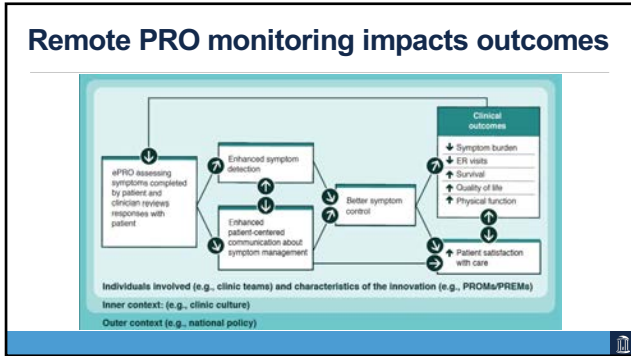 Remote PRO monitoring impacts outcomes
ePRO assessing
symptoms completed
by patient and
clinician reviews
responses with
patient
Enhanced symptom
detection
Enhanced
patient-centered
communication about
symptom management
Better symptom
control
Clinical
outcomes
Symptom burden
ER visits
Survival
Quality of life
Physical function
Patient satisfaction
with care
Individuals involved (e.g., clinic teams) and characteristics of the innovation (e.g., PROMs/PREMs)
Inner context: (e.g., clinic culture)
Outer context (e.g., national policy)